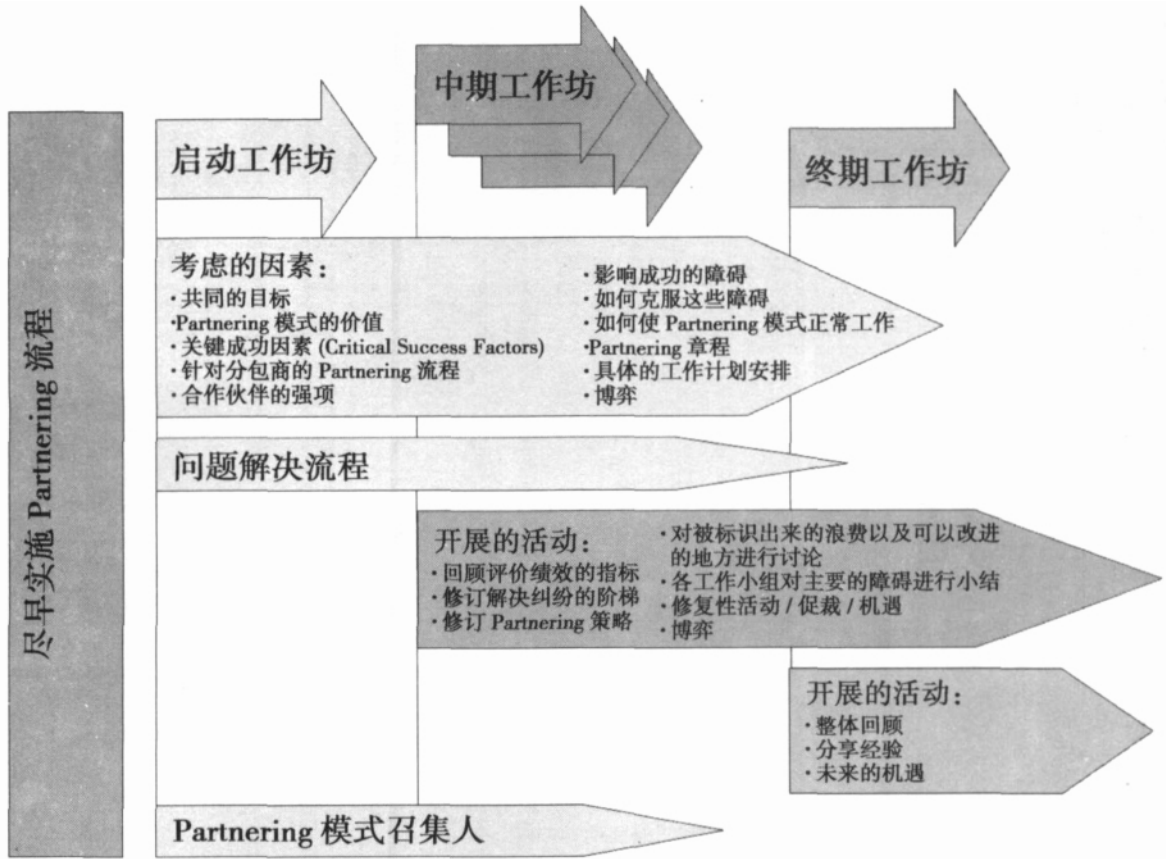 尽早实施 Partnering 流程
启动工作坊
中期工作坊
终期工作坊
考虑的因素：
·共同的目标
·Partnering 模式的价值
·关键成功因素 (Critical Success Factors)
·针对分包商的 Partnering 流程
·合作伙伴的强项
·影响成功的障碍
·如何克服这些障碍
·如何使 Partnering 模式正常工作
·Partnering 章程
·具体的工作计划安排
·博弈
问题解决流程
开展的活动：
·回顾评价绩效的指标
·修订解决纠纷的阶梯
·修订 Partnering 策略
·对被标识出来的浪费以及可以改进
的地方进行讨论
·各工作小组对主要的障碍进行小结
·修复性活动 / 促裁 / 机遇
·博弈
开展的活动：
·整体回顾
·分享经验
·未来的机遇
Partnering 模式召集人